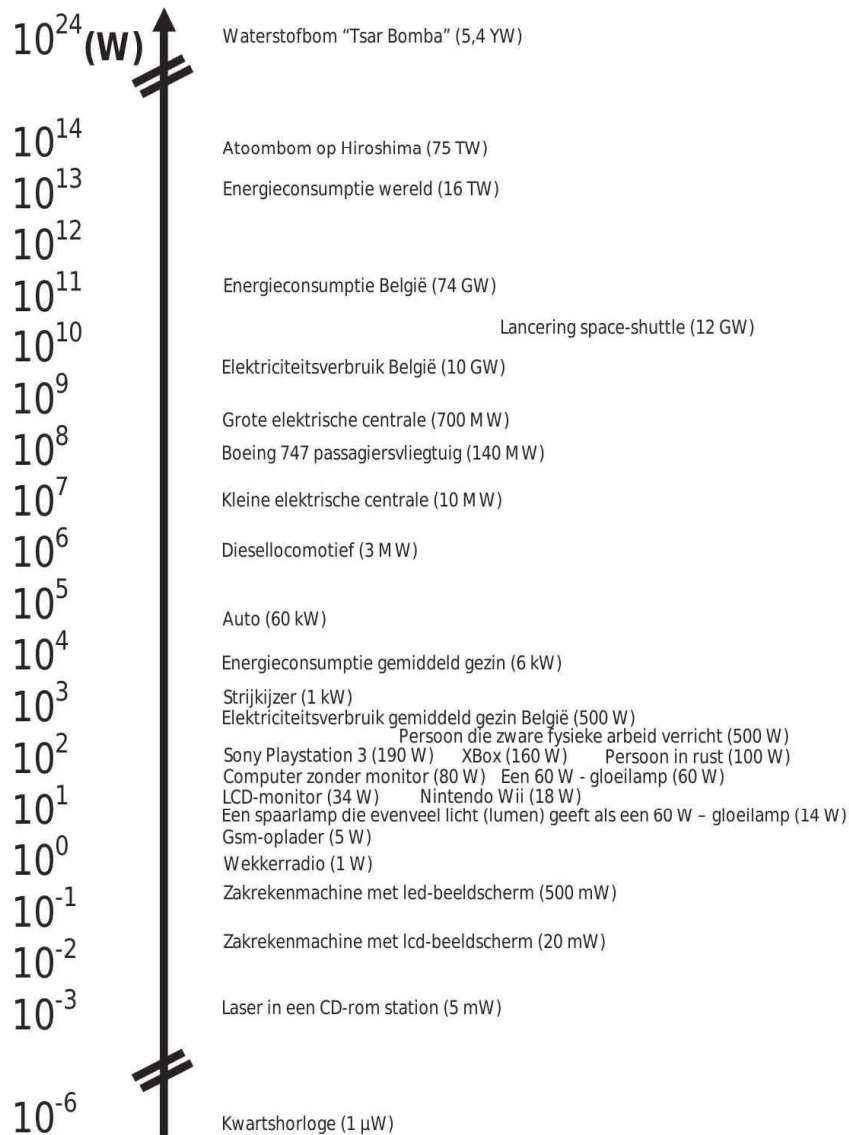 10^24 (W) Waterstofbom “Tsar Bomba” (5,4 YW)
10^14 Atoombom op Hiroshima (75 TW)
10^13 Energieconsumptie wereld (16 TW)
10^12
10^11 Energieconsumptie België (74 GW)
Lancering space-shuttle (12 GW)
10^10
Elektriciteitsverbruik België (10 GW)
10^9
Grote elektrische centrale (700 MW)
10^8 Boeing 747 passagiersvliegtuig (140 MW)
10^7 Kleine elektrische centrale (10 MW)
10^6 Diesellocomotief (3 MW)
10^5
Auto (60 kW)
10^4 Energieconsumptie gemiddeld gezin (6 kW)
10^3 Strijkijzer (1 kW)
Elektriciteitsverbruik gemiddeld gezin België (500 W)
Persoon die zware fysieke arbeid verricht (500 W)
10^2 Sony Playstation 3 (190 W) XBox (160 W) Persoon in rust (100 W)
Computer zonder monitor (80 W) Een 60 W - gloeilamp (60 W)
10^1 LCD-monitor (34 W) Nintendo Wii (18 W)
Een spaarlamp die evenveel licht (lumen) geeft als een 60 W – gloeilamp (14 W)
Gsm-oplader (5 W)
10^0 Wekkerradio (1 W)
Zakrekenmachine met led-beeldscherm (500 mW)
10^-1
Zakrekenmachine met lcd-beeldscherm (20 mW)
10^-2
10^-3 Laser in een CD-rom station (5 mW)
10^-6 Kwartshorloge (1 µW)